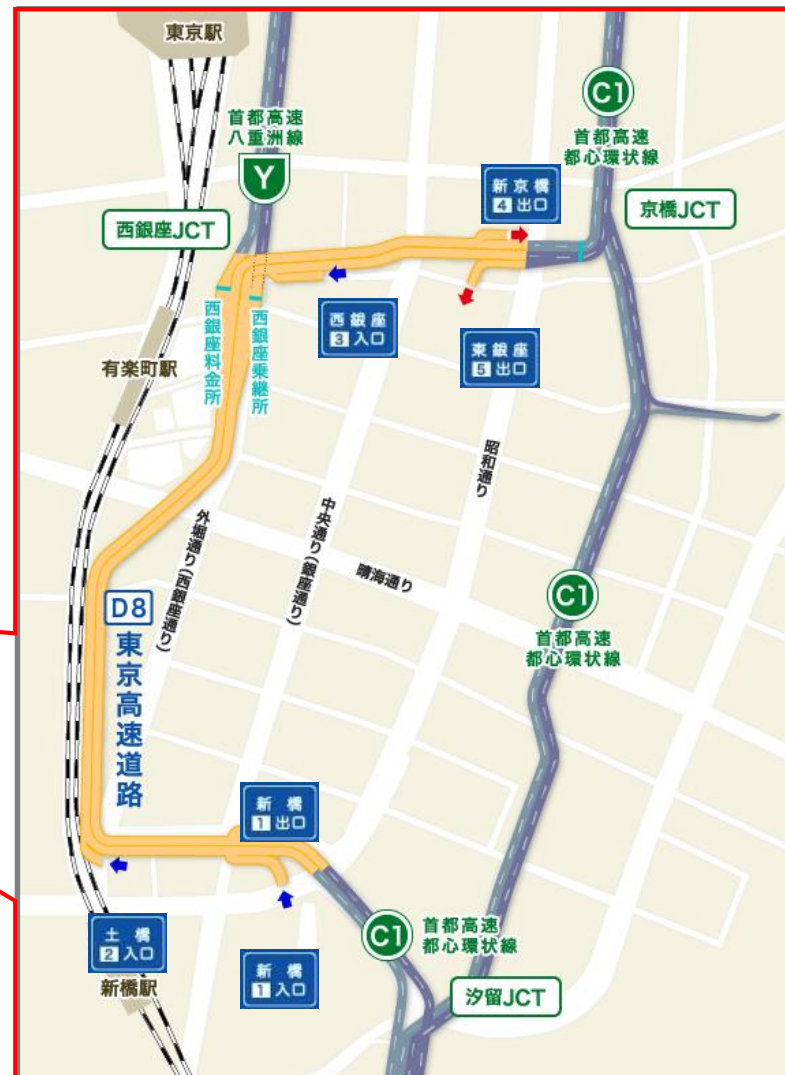 東京駅
首都高速
八重洲線
Y
C1
首都高速
都心環状線
新京橋
4 出口
京橋JCT
西銀座JCT
西銀座
3 入口
東銀座
5 出口
西銀座料金所
西銀座乗継所
有楽町駅
昭和通り
中央通り(銀座通り)
外堀通り(西銀座通り)
晴海通り
C1
首都高速
都心環状線
D8
東京高速道路
新橋
1 出口
土橋
2 入口
新橋駅
新橋
1 入口
C1
首都高速
都心環状線
汐留JCT